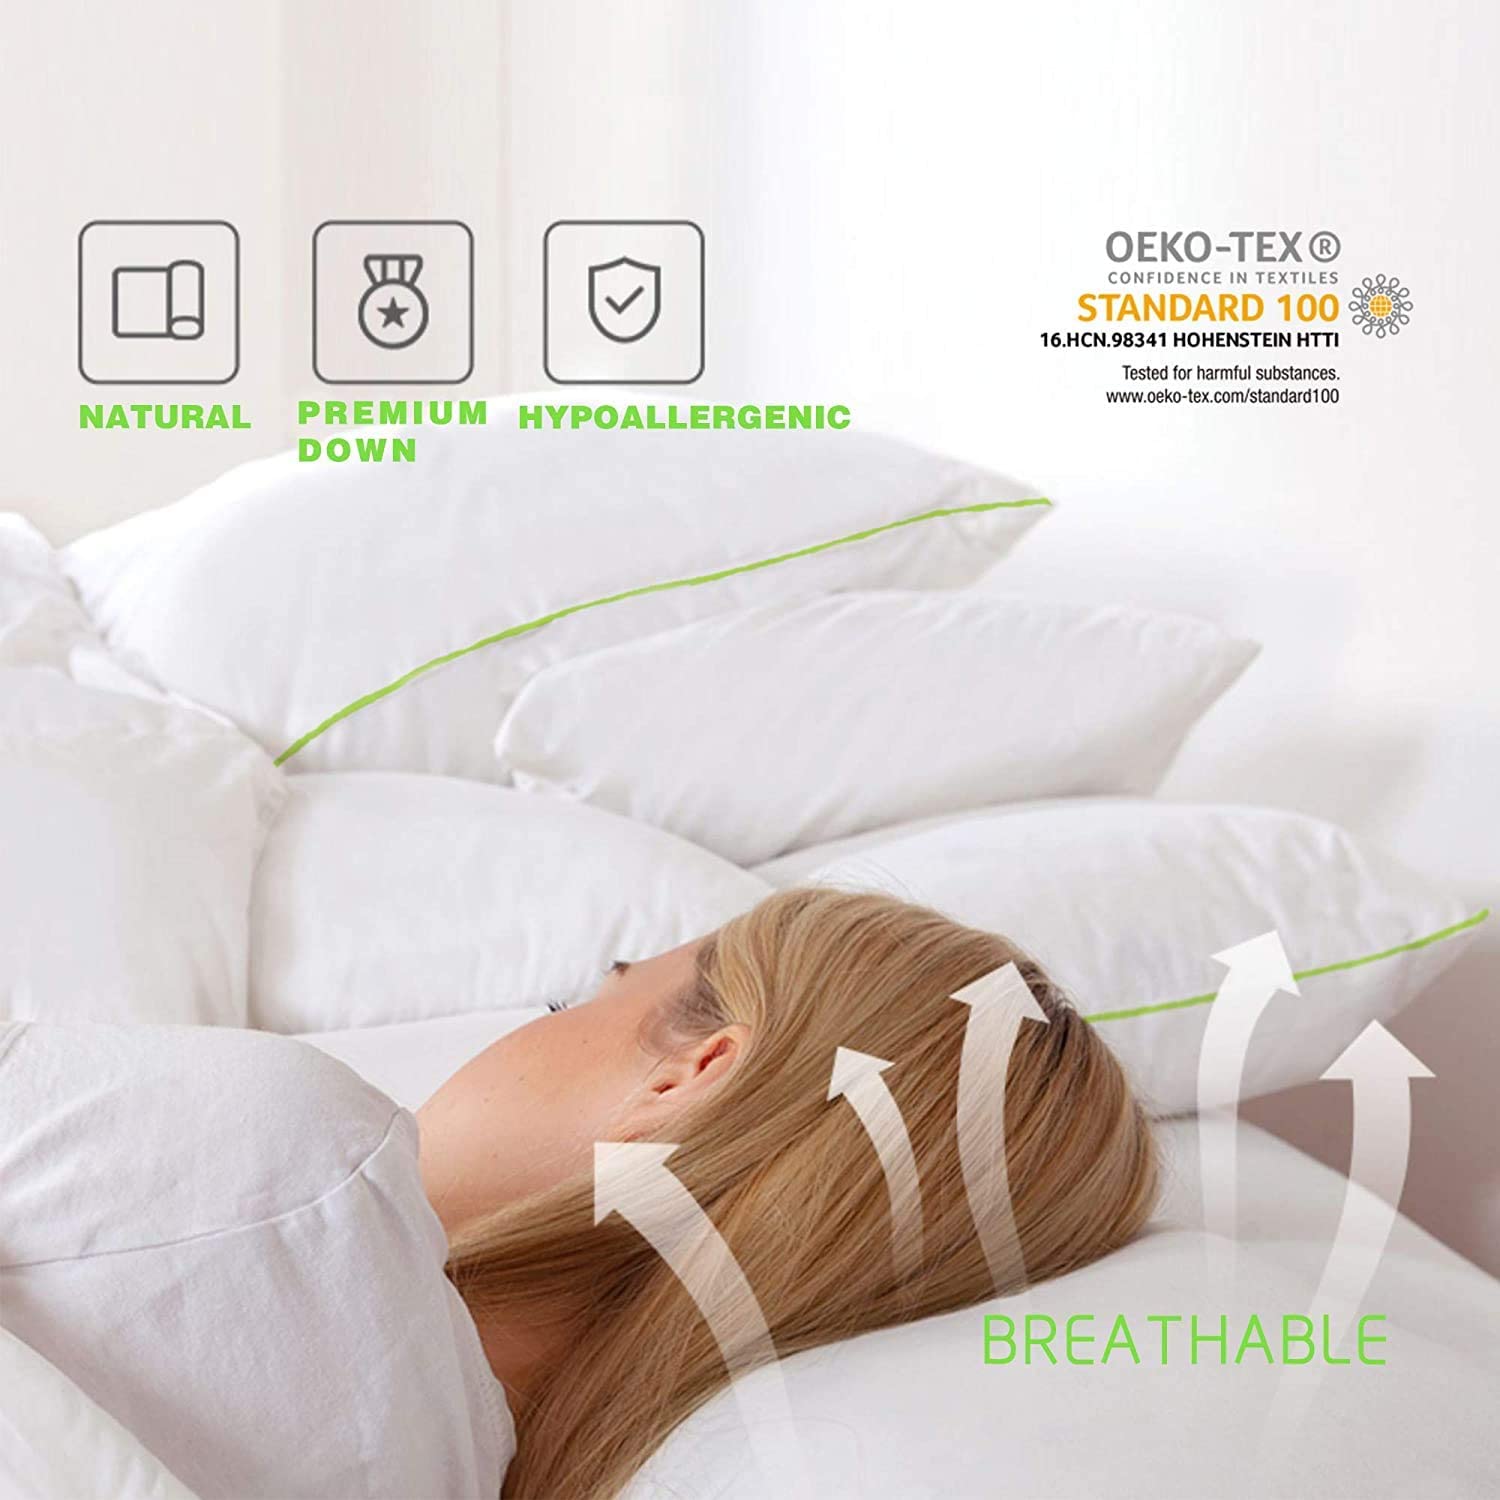 NATURAL
PREMIUM
DOWN
HYPOALLERGENIC
OEKO-TEX®
CONFIDENCE IN TEXTILES
STANDARD 100
16.HCN.98341 HOHENSTEIN HTTI
Tested for harmful substances.
www.oeko-tex.com/standard100
BREATHABLE